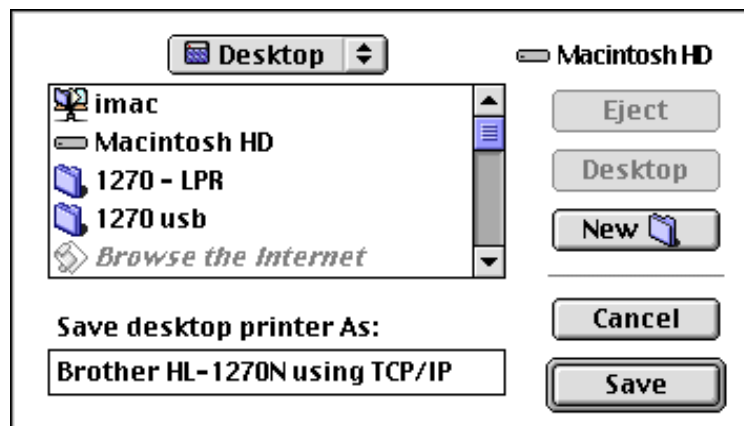 Desktop
Macintosh HD
imac
Macintosh HD
1270 - LPR
1270 usb
Browse the Internet
Eject
Desktop
New
Save desktop printer As:
Brother HL-1270N using TCP/IP
Cancel
Save